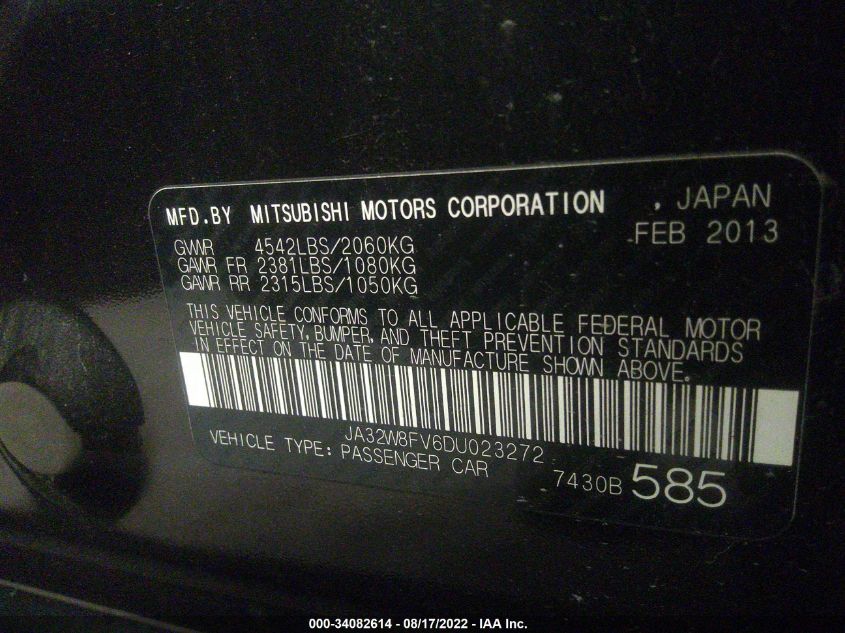 MFD.BY MITSUBISHI MOTORS CORPORATION , JAPAN
FEB 2013
GVWR 4542LBS/2060KG
GAWR FR 2381LBS/1080KG
GAWR RR 2315LBS/1050KG
THIS VEHICLE CONFORMS TO ALL APPLICABLE FEDERAL MOTOR
VEHICLE SAFETY, BUMPER, AND THEFT PREVENTION STANDARDS
IN EFFECT ON THE DATE OF MANUFACTURE SHOWN ABOVE.
JA32W8FV6DU023272
VEHICLE TYPE: PASSENGER CAR
7430B 585
000-34082614 - 08/17/2022 - IAA Inc.